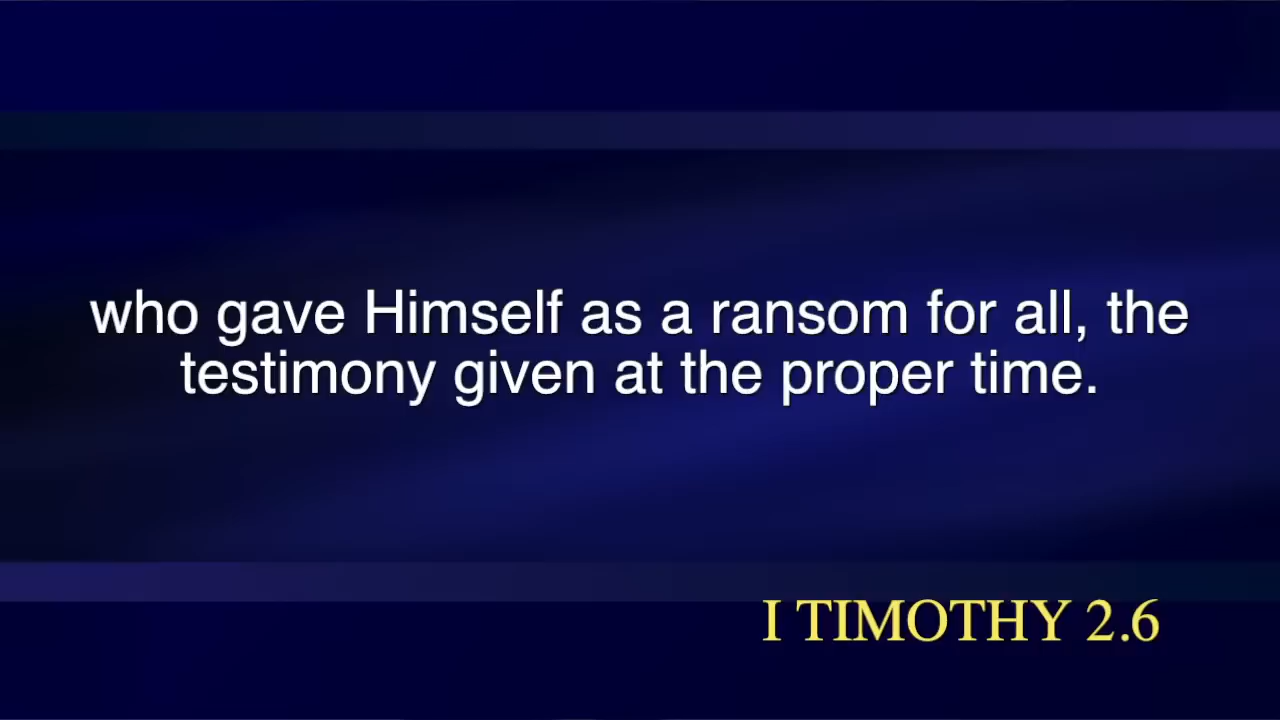 who gave Himself as a ransom for all, the
testimony given at the proper time.
I TIMOTHY 2.6